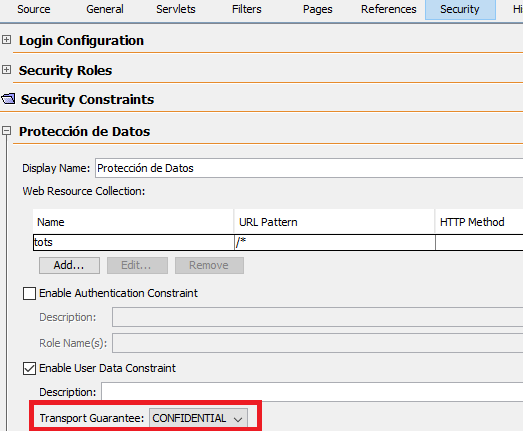 Source General Servlets Filters Pages References Security Hi
Login Configuration
Security Roles
Security Constraints
Protección de Datos
Display Name: Protección de Datos
Web Resource Collection:
Name URL Pattern HTTP Method
tots /*
Add... Edit... Remove
Enable Authentication Constraint
Description:
Role Name(s):
Enable User Data Constraint
Description:
Transport Guarantee: CONFIDENTIAL